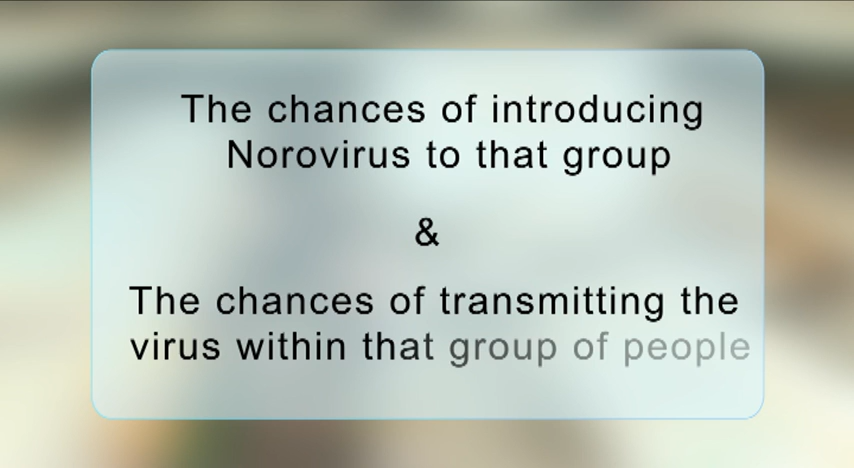 The chances of introducing
Norovirus to that group
&
The chances of transmitting the
virus within that group of people